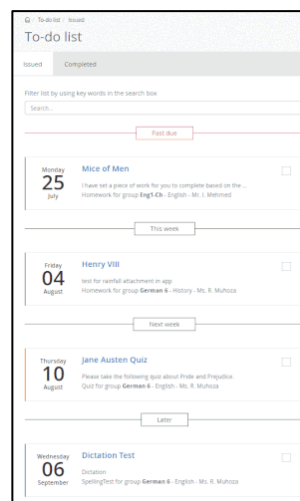 / To-do list / Issued
To-do list
Issued Completed
Filter list by using key words in the search box
Search...
Past due
Monday
25
July
Mice of Men
I have set a piece of work for you to complete based on the ...
Homework for group Eng1-Ch - English - Mr. I. Mehmed
This week
Friday
04
August
Henry VIII
test for rainfall attachment in app
Homework for group German 6 - History - Ms. R. Muhoza
Next week
Thursday
10
August
Jane Austen Quiz
Please take the following quiz about Pride and Prejudice.
Quiz for group German 6 - English - Ms. R. Muhoza
Later
Wednesday
06
September
Dictation Test
Dictation
SpellingTest for group German 6 - English - Ms. R. Muhoza